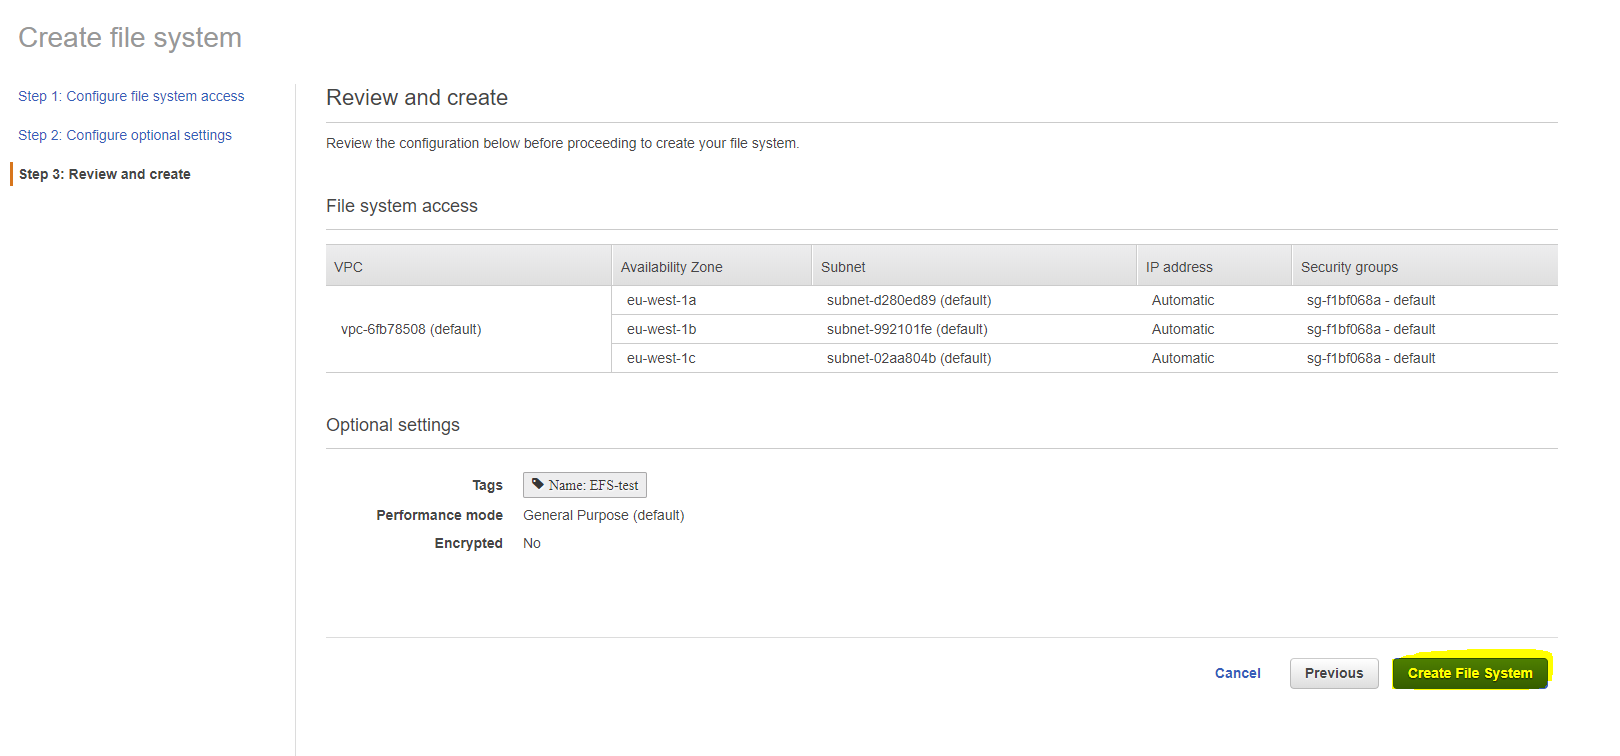 Create file system
Step 1: Configure file system access
Step 2: Configure optional settings
Step 3: Review and create
Review and create
Review the configuration below before proceeding to create your file system.
File system access
VPC Availability Zone Subnet IP address Security groups
eu-west-1a subnet-d280ed89 (default) Automatic sg-f1bf068a - default
vpc-6fb78508 (default) eu-west-1b subnet-992101fe (default) Automatic sg-f1bf068a - default
eu-west-1c subnet-02aa804b (default) Automatic sg-f1bf068a - default
Optional settings
Tags Name: EFS-test
Performance mode General Purpose (default)
Encrypted No
Cancel Previous Create File System